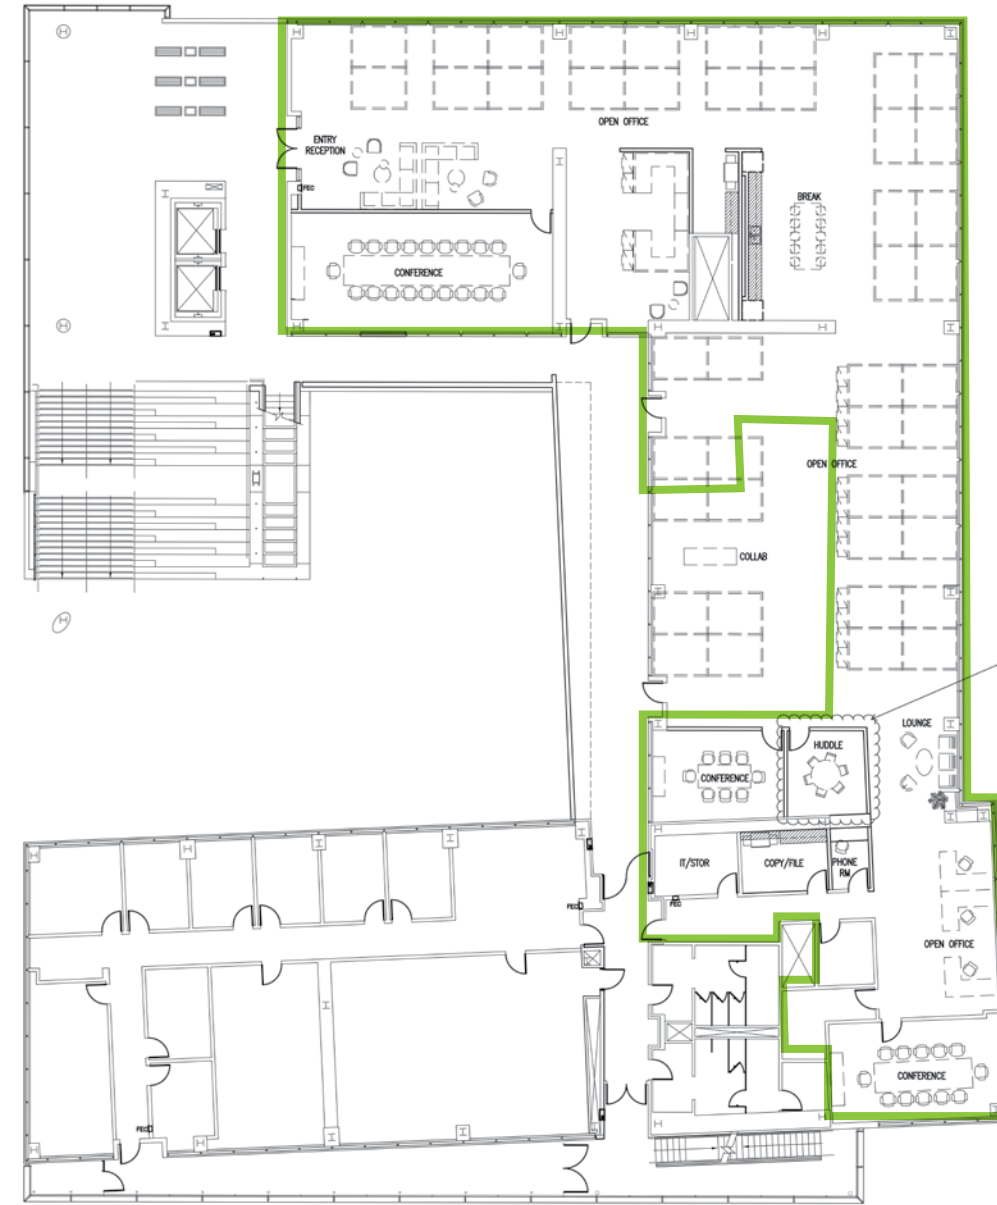 OPEN OFFICE
ENTRY
RECEPTION
FEC
BREAK
CONFERENCE
OPEN OFFICE
COLLAB
LOUNGE
HUDDLE
CONFERENCE
IT/STOR
COPY/FILE
PHONE
RM
FEC
FEC
OPEN OFFICE
CONFERENCE
FEC